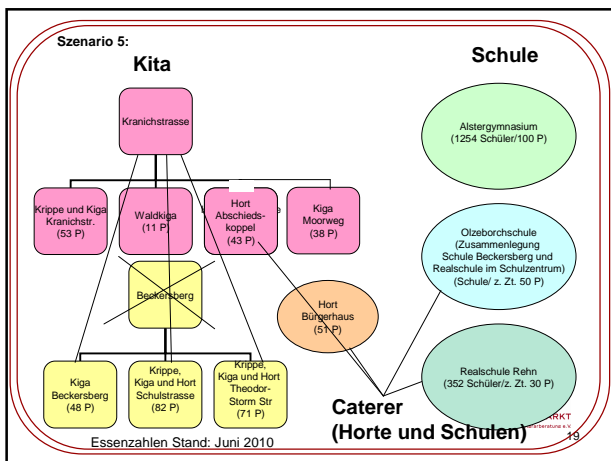 Szenario 5:
Kita
Schule
Kranichstrasse
Alstergymnasium
(1254 Schüler/100 P)
Krippe und Kiga
Kranichstr.
(53 P)
Waldkiga
(11 P)
Hort
Abschieds-
koppel
(43 P)
Kiga
Moorweg
(38 P)
Olzeborchschule
(Zusammenlegung
Schule Beckersberg und
Realschule im Schulzentrum)
(Schule/ z. Zt. 50 P)
Beckersberg
Hort
Bürgerhaus
(51 P)
Kiga
Beckersberg
(48 P)
Krippe,
Kiga und Hort
Schulstrasse
(82 P)
Krippe,
Kiga und Hort
Theodor-
Storm Str
(71 P)
Realschule Rehn
(352 Schüler/z. Zt. 30 P)
Caterer
(Horte und Schulen)
Essenzahlen Stand: Juni 2010
19